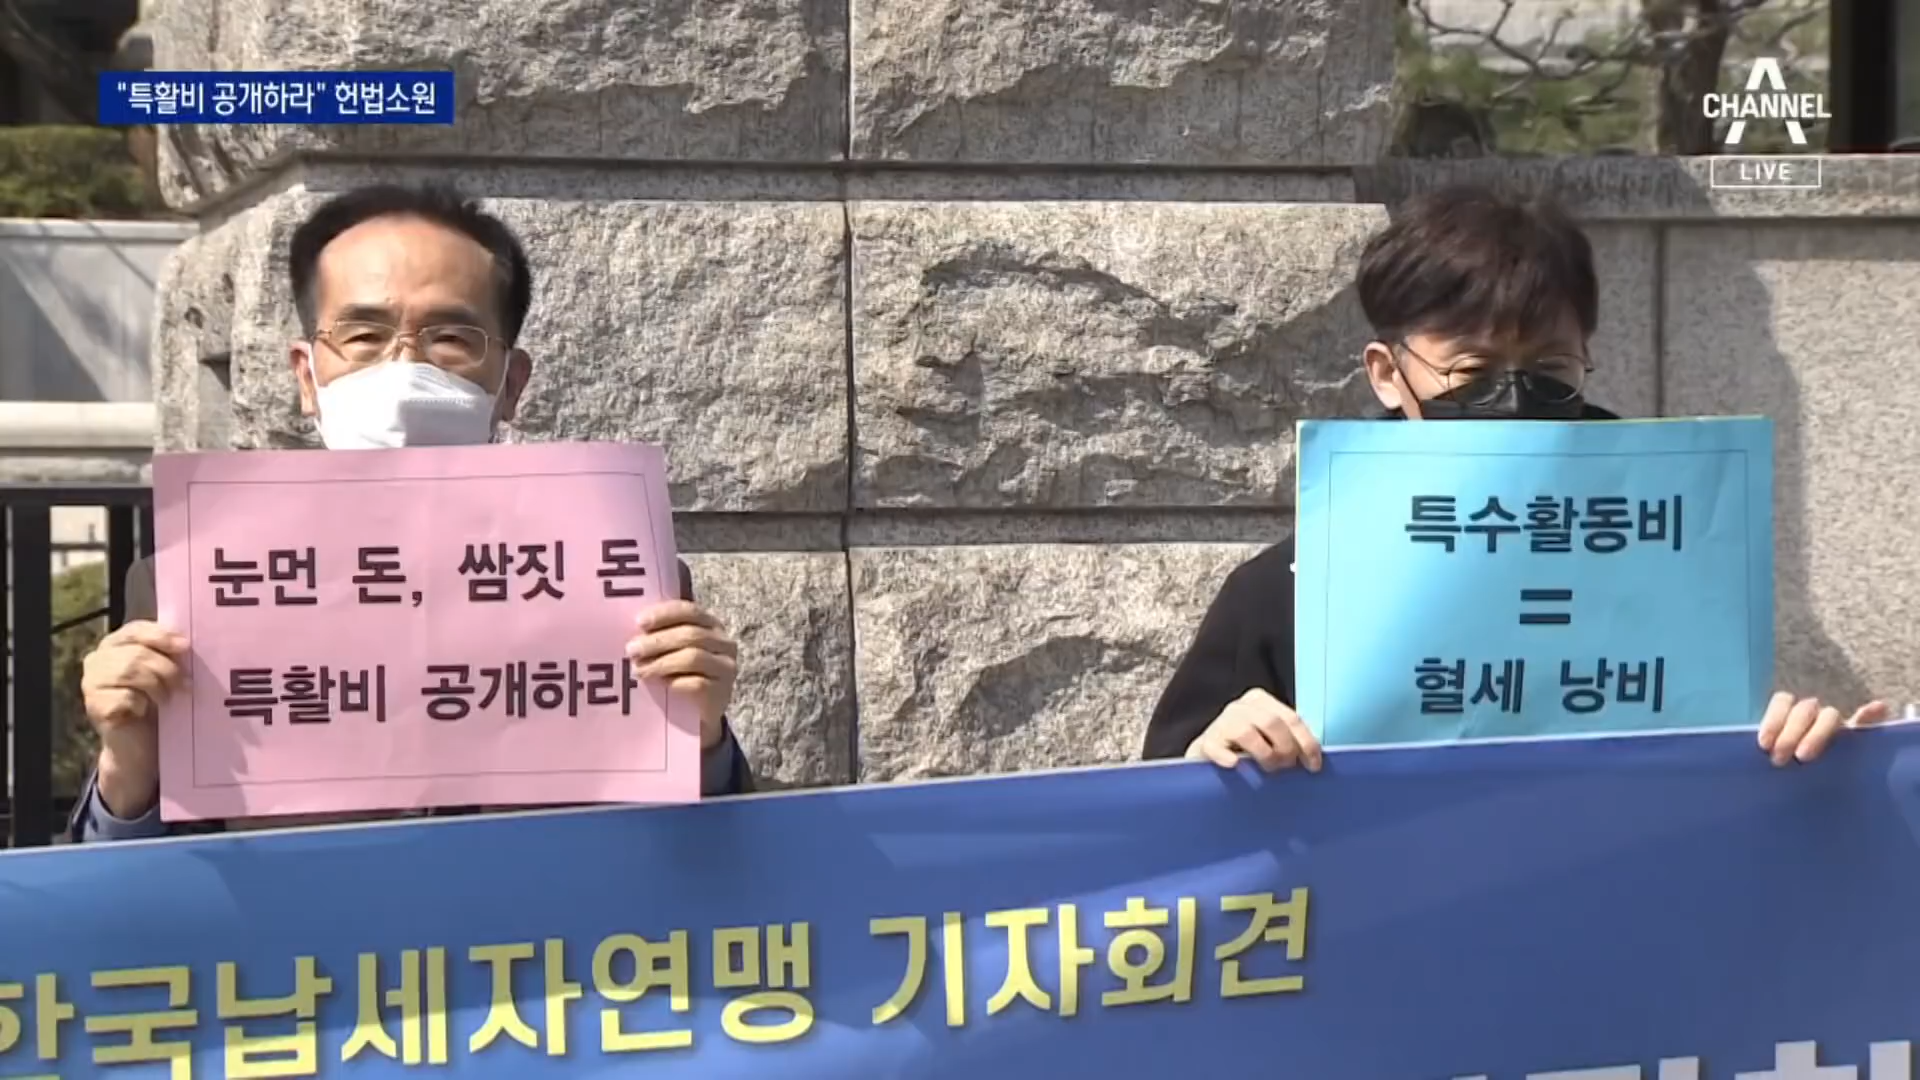 "특활비 공개하라" 헌법소원
CHANNEL A
LIVE
눈먼 돈, 쌈짓 돈
특활비 공개하라
특수활동비
=
혈세 낭비
한국납세자연맹 기자회견